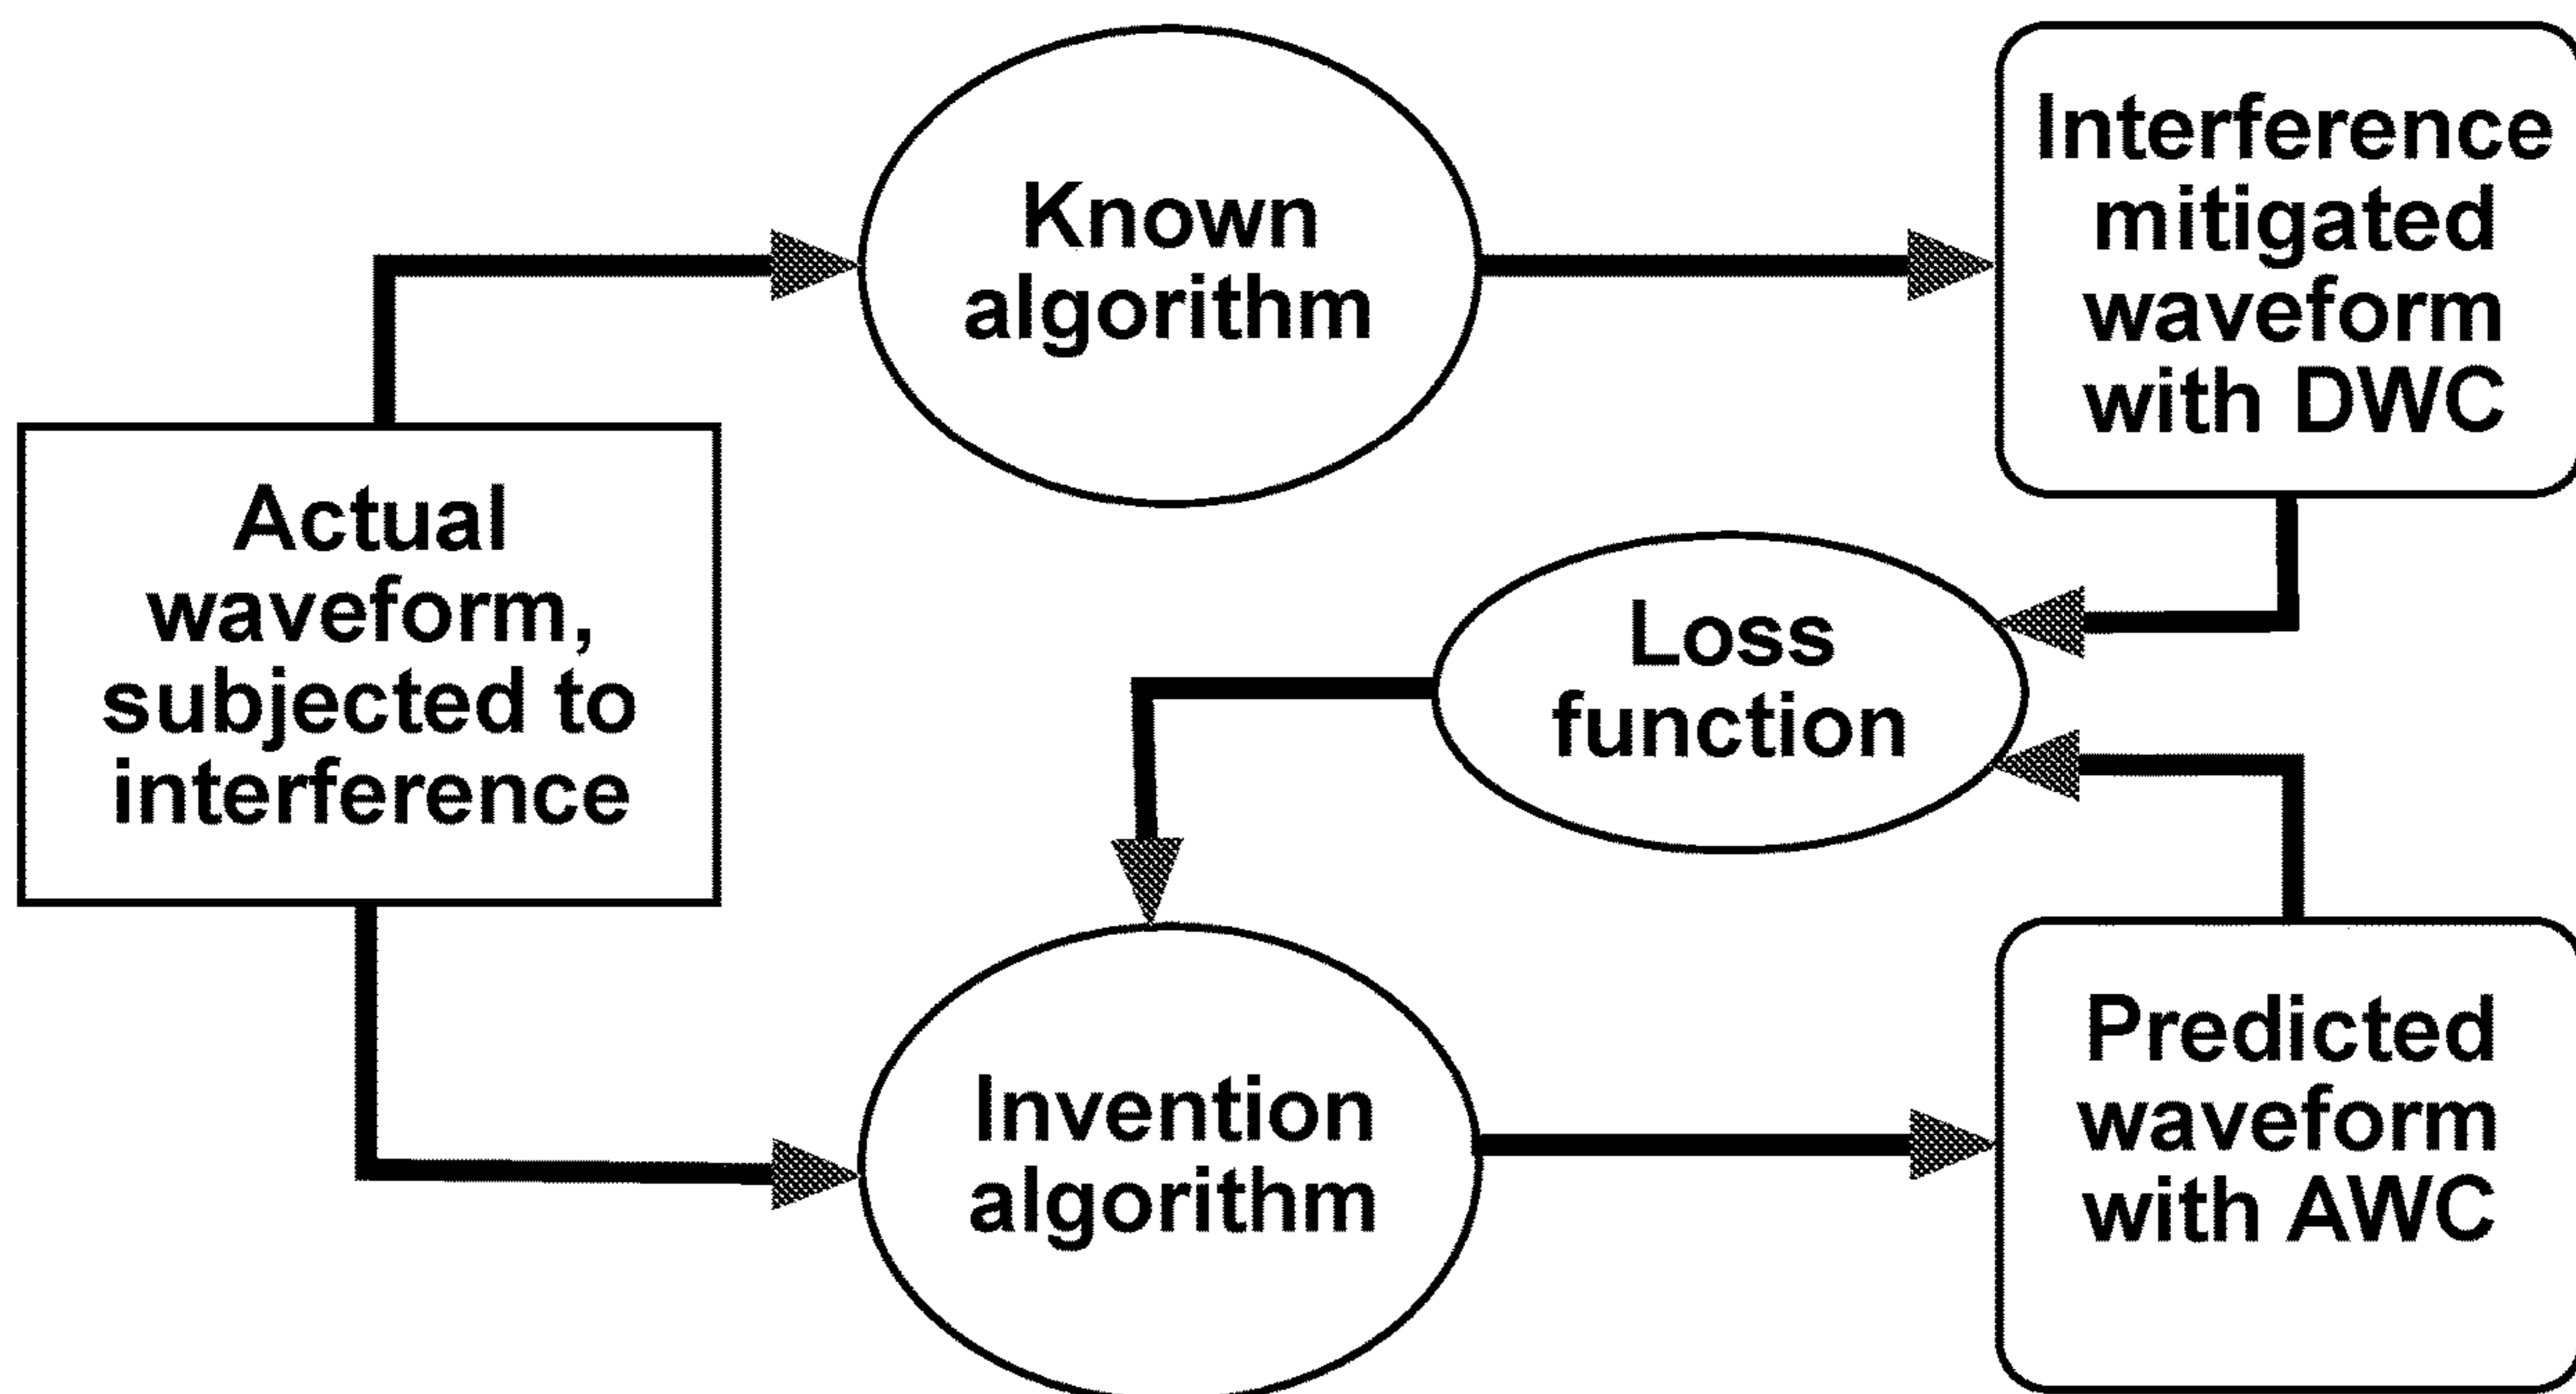 Known
algorithm
Interference
mitigated
waveform
with DWC
Actual
waveform,
subjected to
interference
Loss
function
Invention
algorithm
Predicted
waveform
with AWC